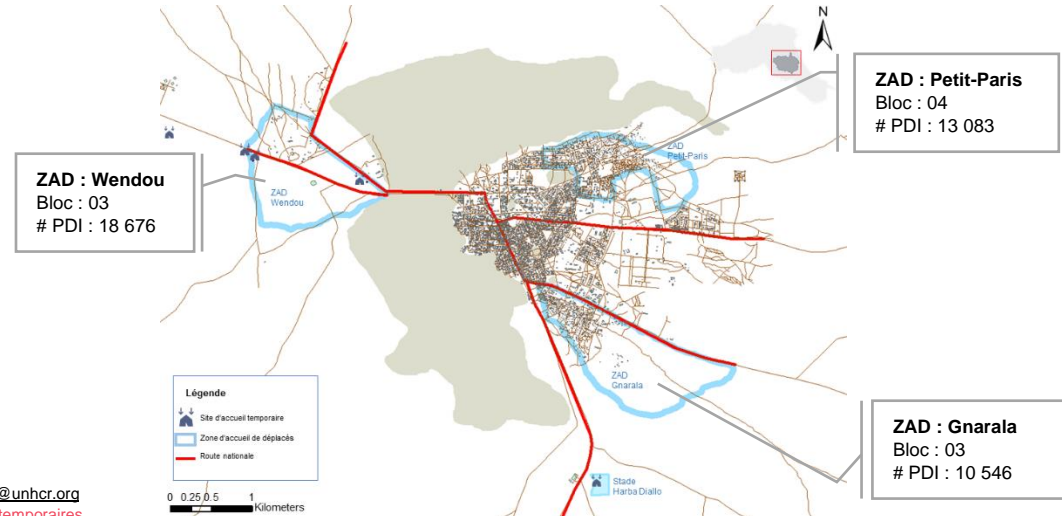 N
ZAD : Petit-Paris
Bloc : 04
# PDI : 13 083
ZAD : Wendou
Bloc : 03
# PDI : 18 676
ZAD
Petit-Paris
ZAD
Wendou
ZAD
Gnarala
Légende
Site d'accueil temporaire
Zone d'accueil de déplacés
Route nationale
ZAD : Gnarala
Bloc : 03
# PDI : 10 546
Stade
Harba Diallo
@unhcr.org
temporaires
0 0.25 0.5 1
Kilometers